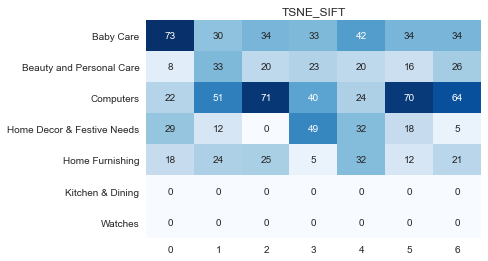 TSNE_SIFT
Baby Care 73 30 34 33 42 34 34
Beauty and Personal Care 8 33 20 23 20 16 26
Computers 22 51 71 40 24 70 64
Home Decor & Festive Needs 29 12 0 49 32 18 5
Home Furnishing 18 24 25 5 32 12 21
Kitchen & Dining 0 0 0 0 0 0 0
Watches 0 0 0 0 0 0 0
0 1 2 3 4 5 6